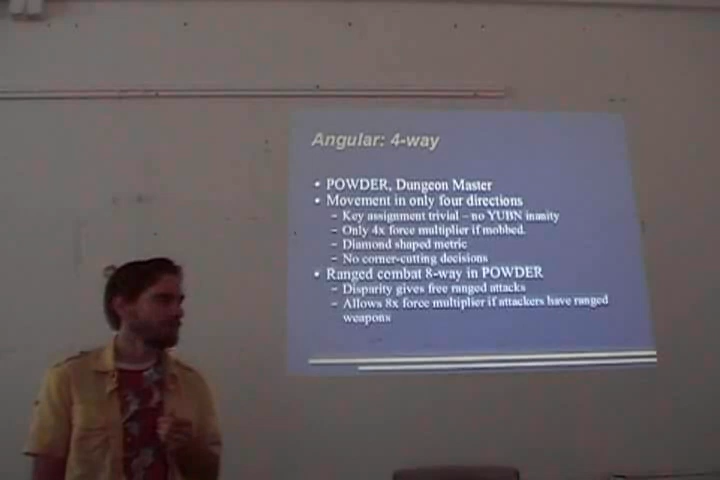 Angular: 4-way
• POWDER, Dungeon Master
• Movement in only four directions
– Key assignment trivial – no YUBN inanity
– Only 4x force multiplier if mobbed.
– Diamond shaped metric
– No corner-cutting decisions
• Ranged combat 8-way in POWDER
– Disparity gives free ranged attacks
– Allows 8x force multiplier if attackers have ranged
weapons